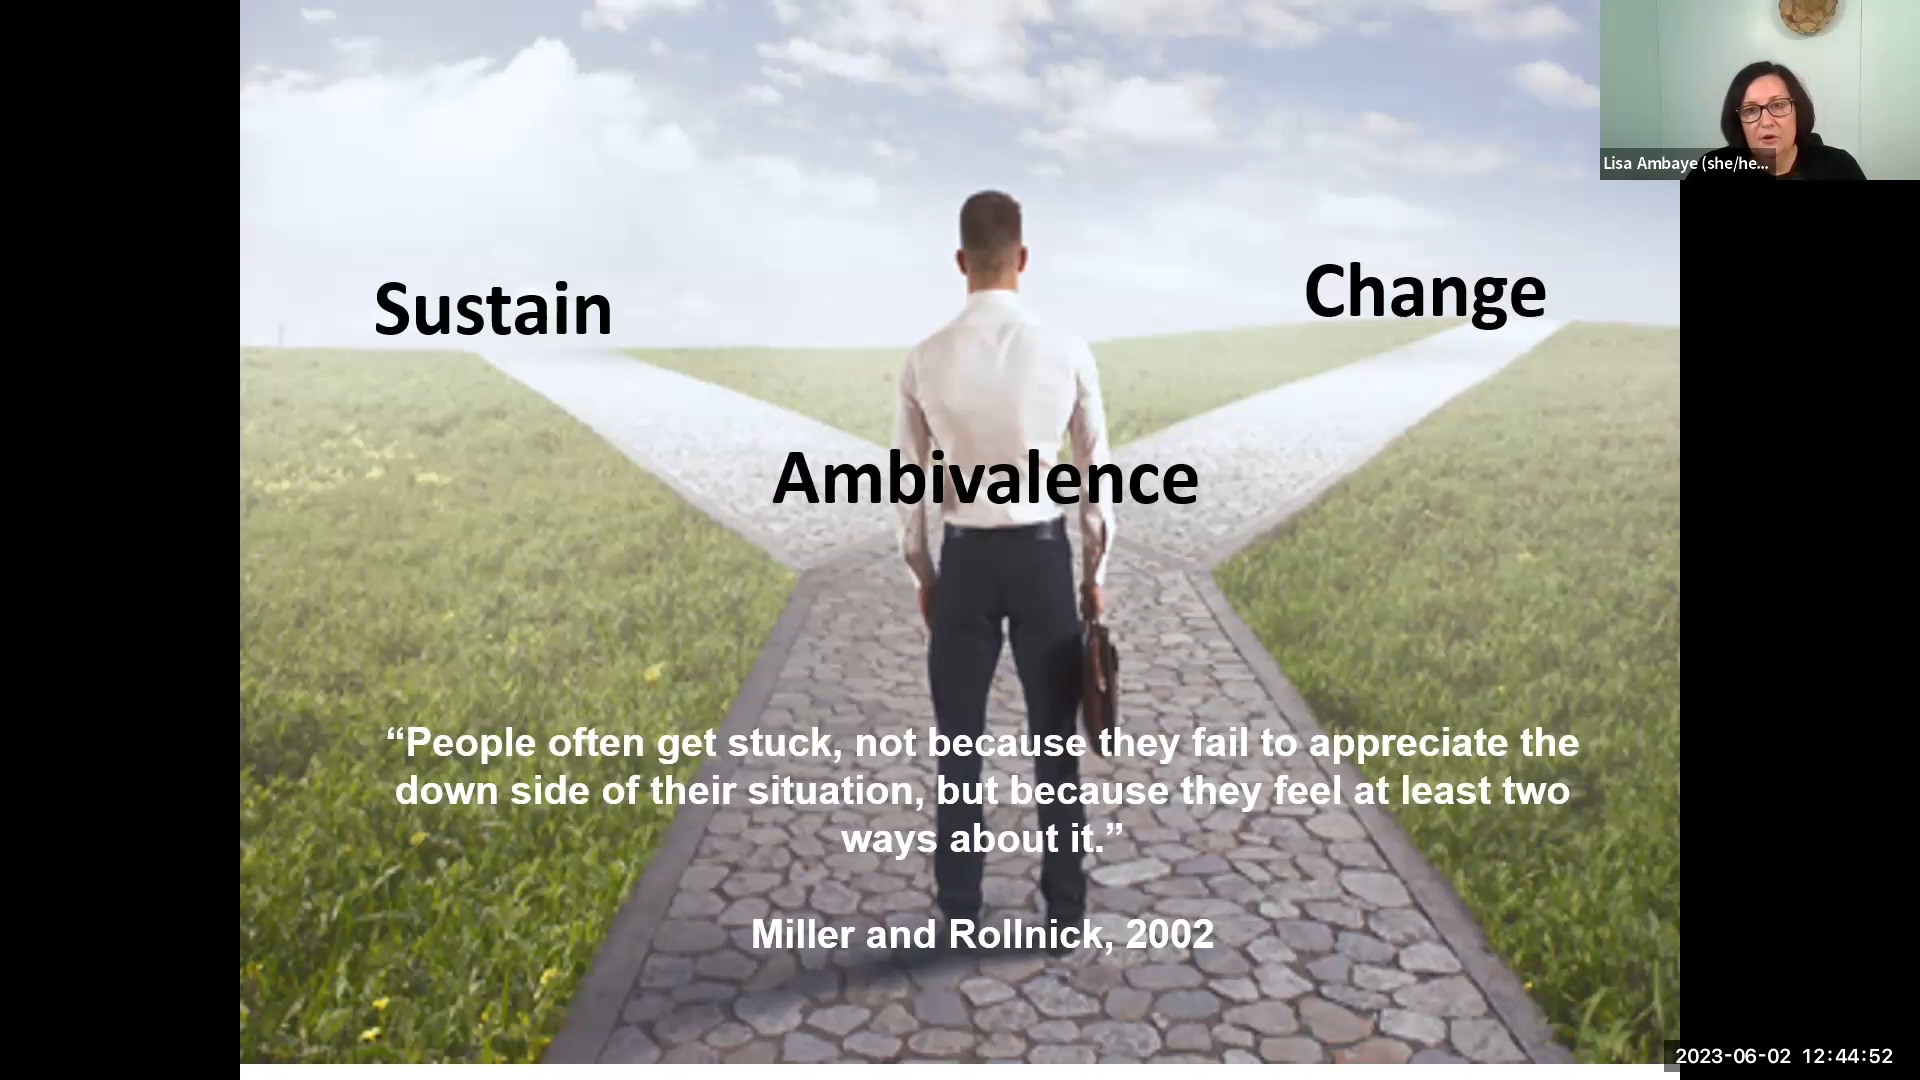 Lisa Ambaye (she/he...
Sustain
Change
Ambivalence
“People often get stuck, not because they fail to appreciate the
down side of their situation, but because they feel at least two
ways about it.”
Miller and Rollnick, 2002
2023-06-02 12:44:52